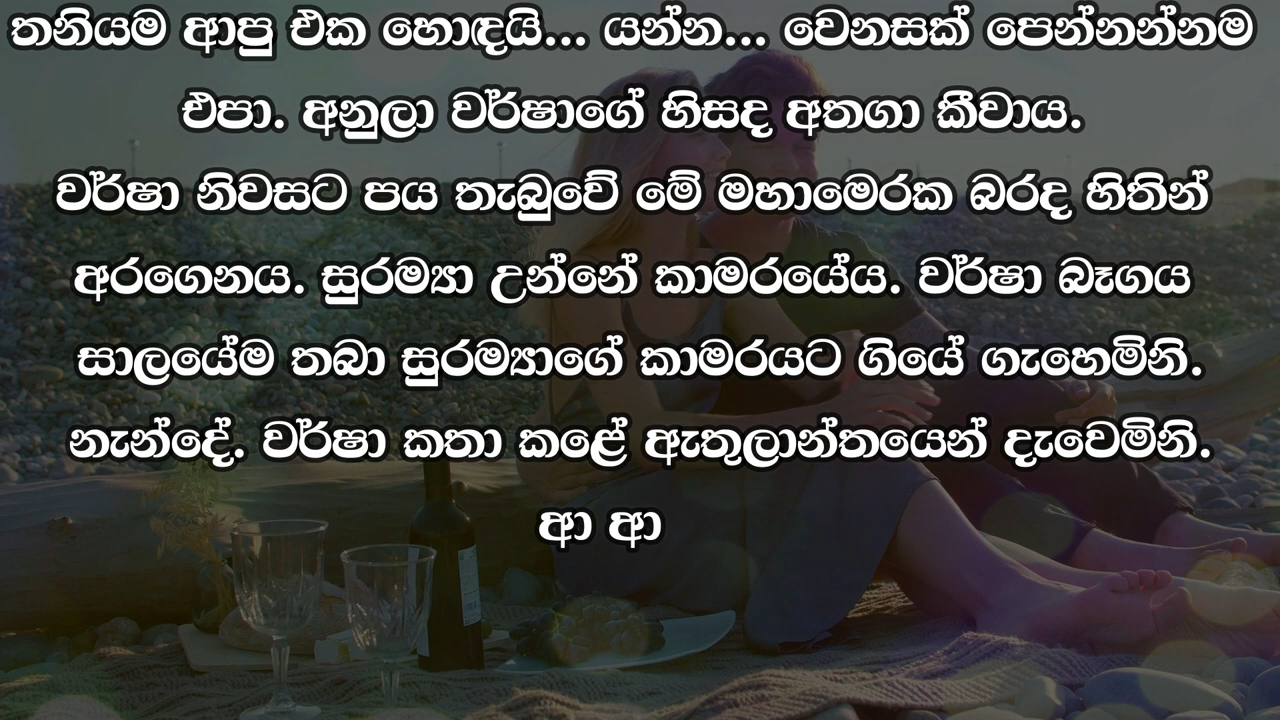 තනියම ආපු එක හොඳයි... යන්න... වෙනසක් පෙන්නන්නම
එපා. අනුලා වර්ෂාගේ හිසද අතගා කීවාය.
වර්ෂා නිවසට පය තැබුවේ මේ මහාමෙරක බරද හිතින්
අරගෙනය. සුරම්‍යා උන්නේ කාමරයේය. වර්ෂා බෑගය
සාලයේම තබා සුරම්‍යාගේ කාමරයට ගියේ ගැහෙමිනි.
නැන්දේ. වර්ෂා කතා කළේ ඇතුලාන්තයෙන් දැවෙමිනි.
ආ ආ